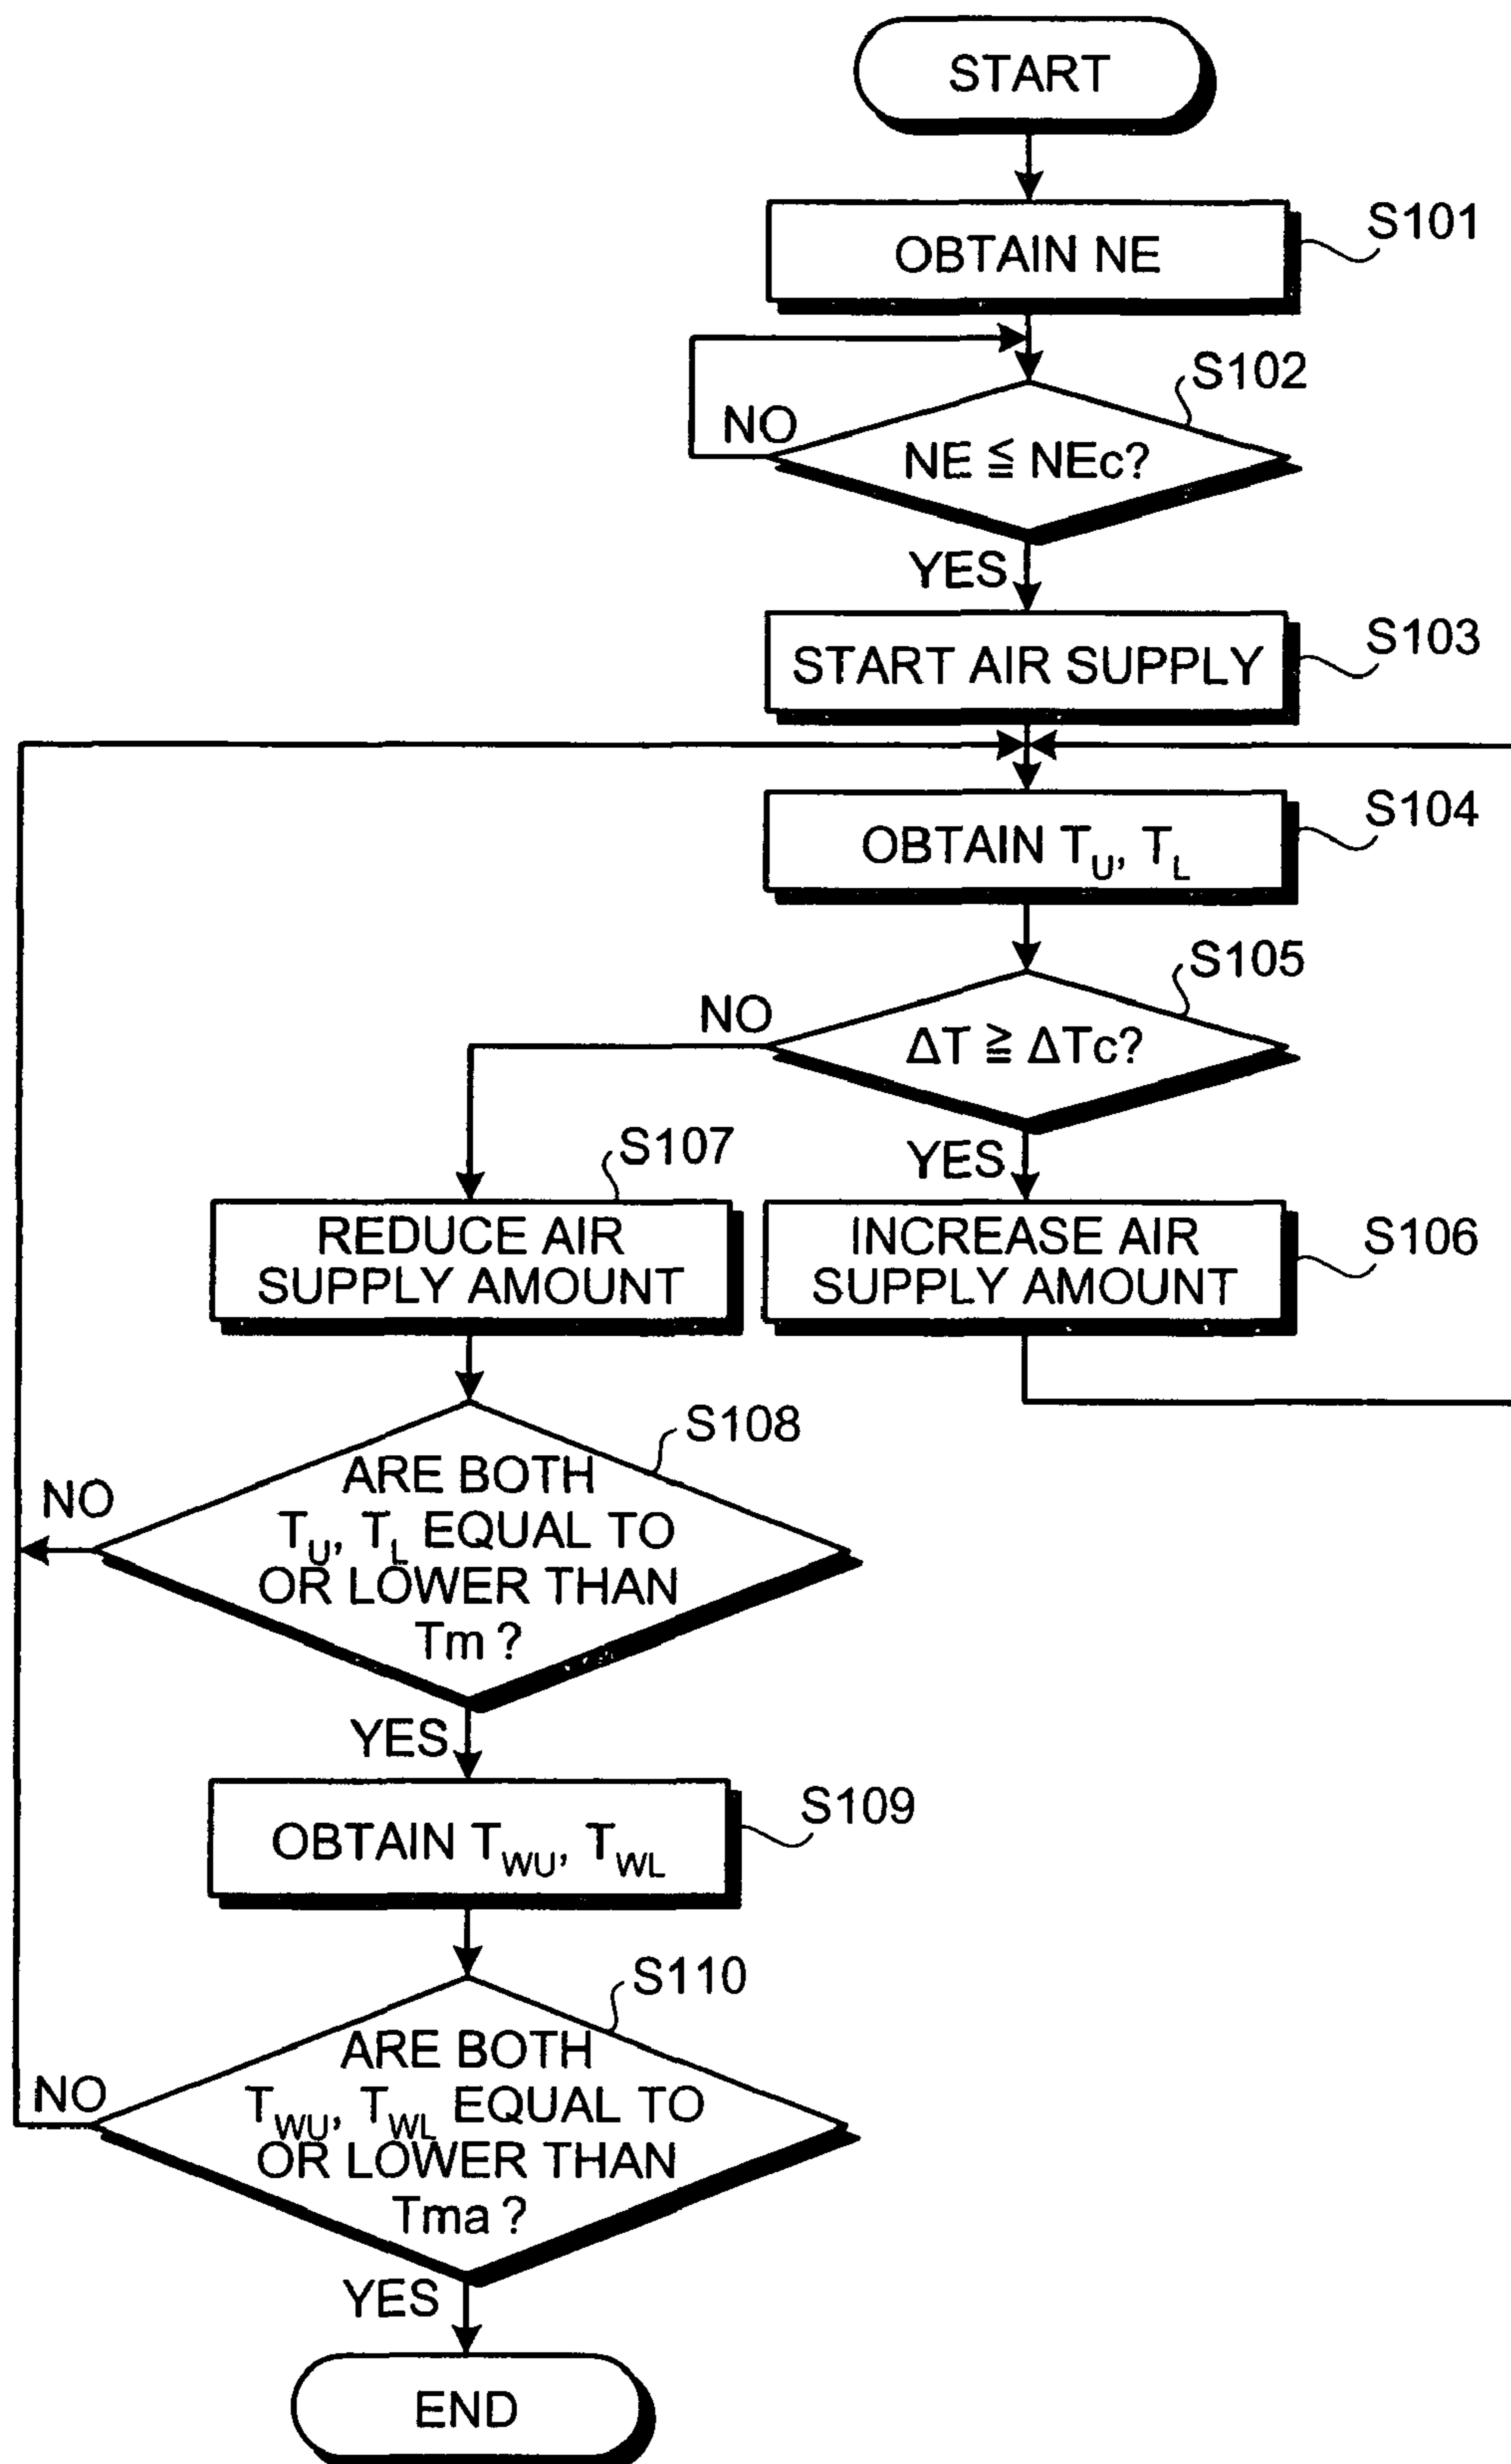 START
OBTAIN NE
S101
NO
NE ≦ NEc?
S102
YES
START AIR SUPPLY
S103
OBTAIN T_U, T_L
S104
NO
ΔT ≧ ΔTc?
S105
YES
S107
REDUCE AIR
SUPPLY AMOUNT
INCREASE AIR
SUPPLY AMOUNT
S106
NO
ARE BOTH
T_U, T_L EQUAL TO
OR LOWER THAN
Tm ?
S108
YES
OBTAIN T_WU, T_WL
S109
NO
ARE BOTH
T_WU, T_WL EQUAL TO
OR LOWER THAN
Tma ?
S110
YES
END